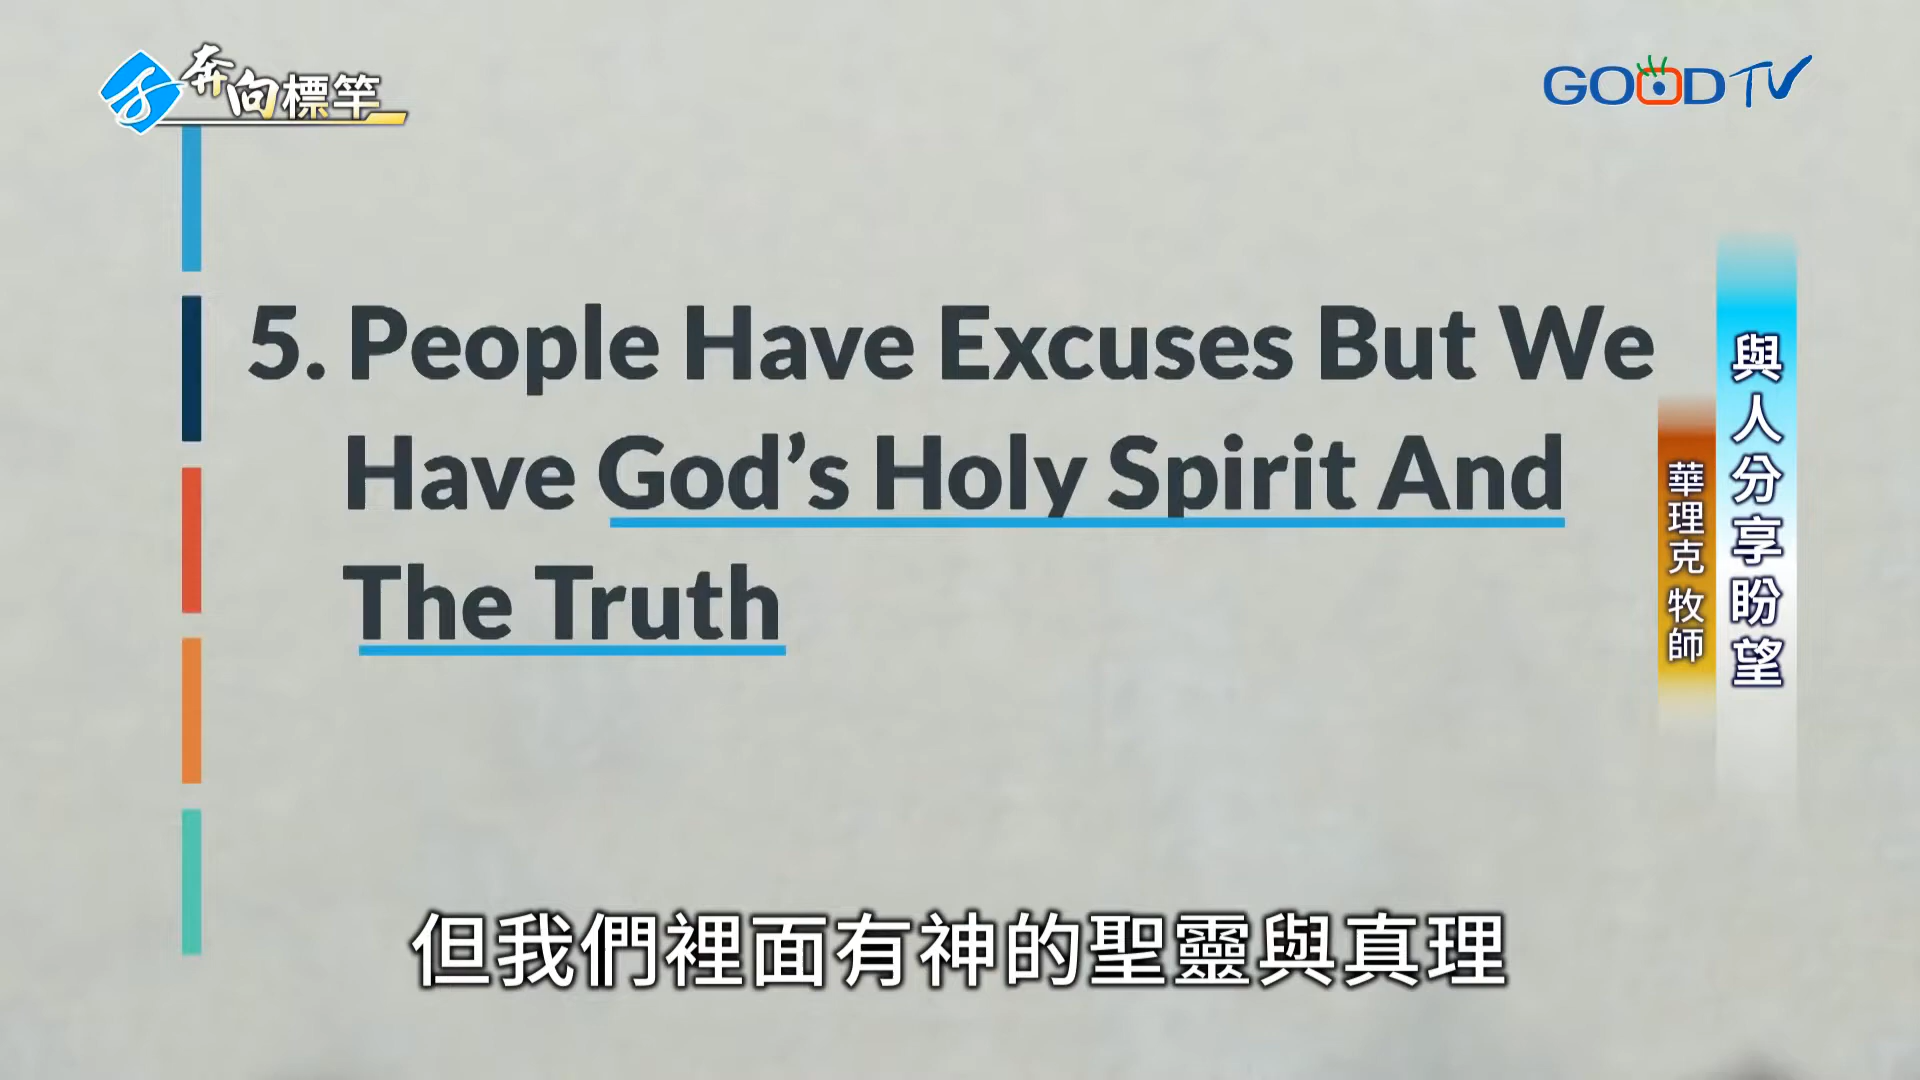 奔向標竿
GOOD TV
5. People Have Excuses But We
Have God's Holy Spirit And
The Truth
與人分享盼望
華理克 牧師
但我們裡面有神的聖靈與真理